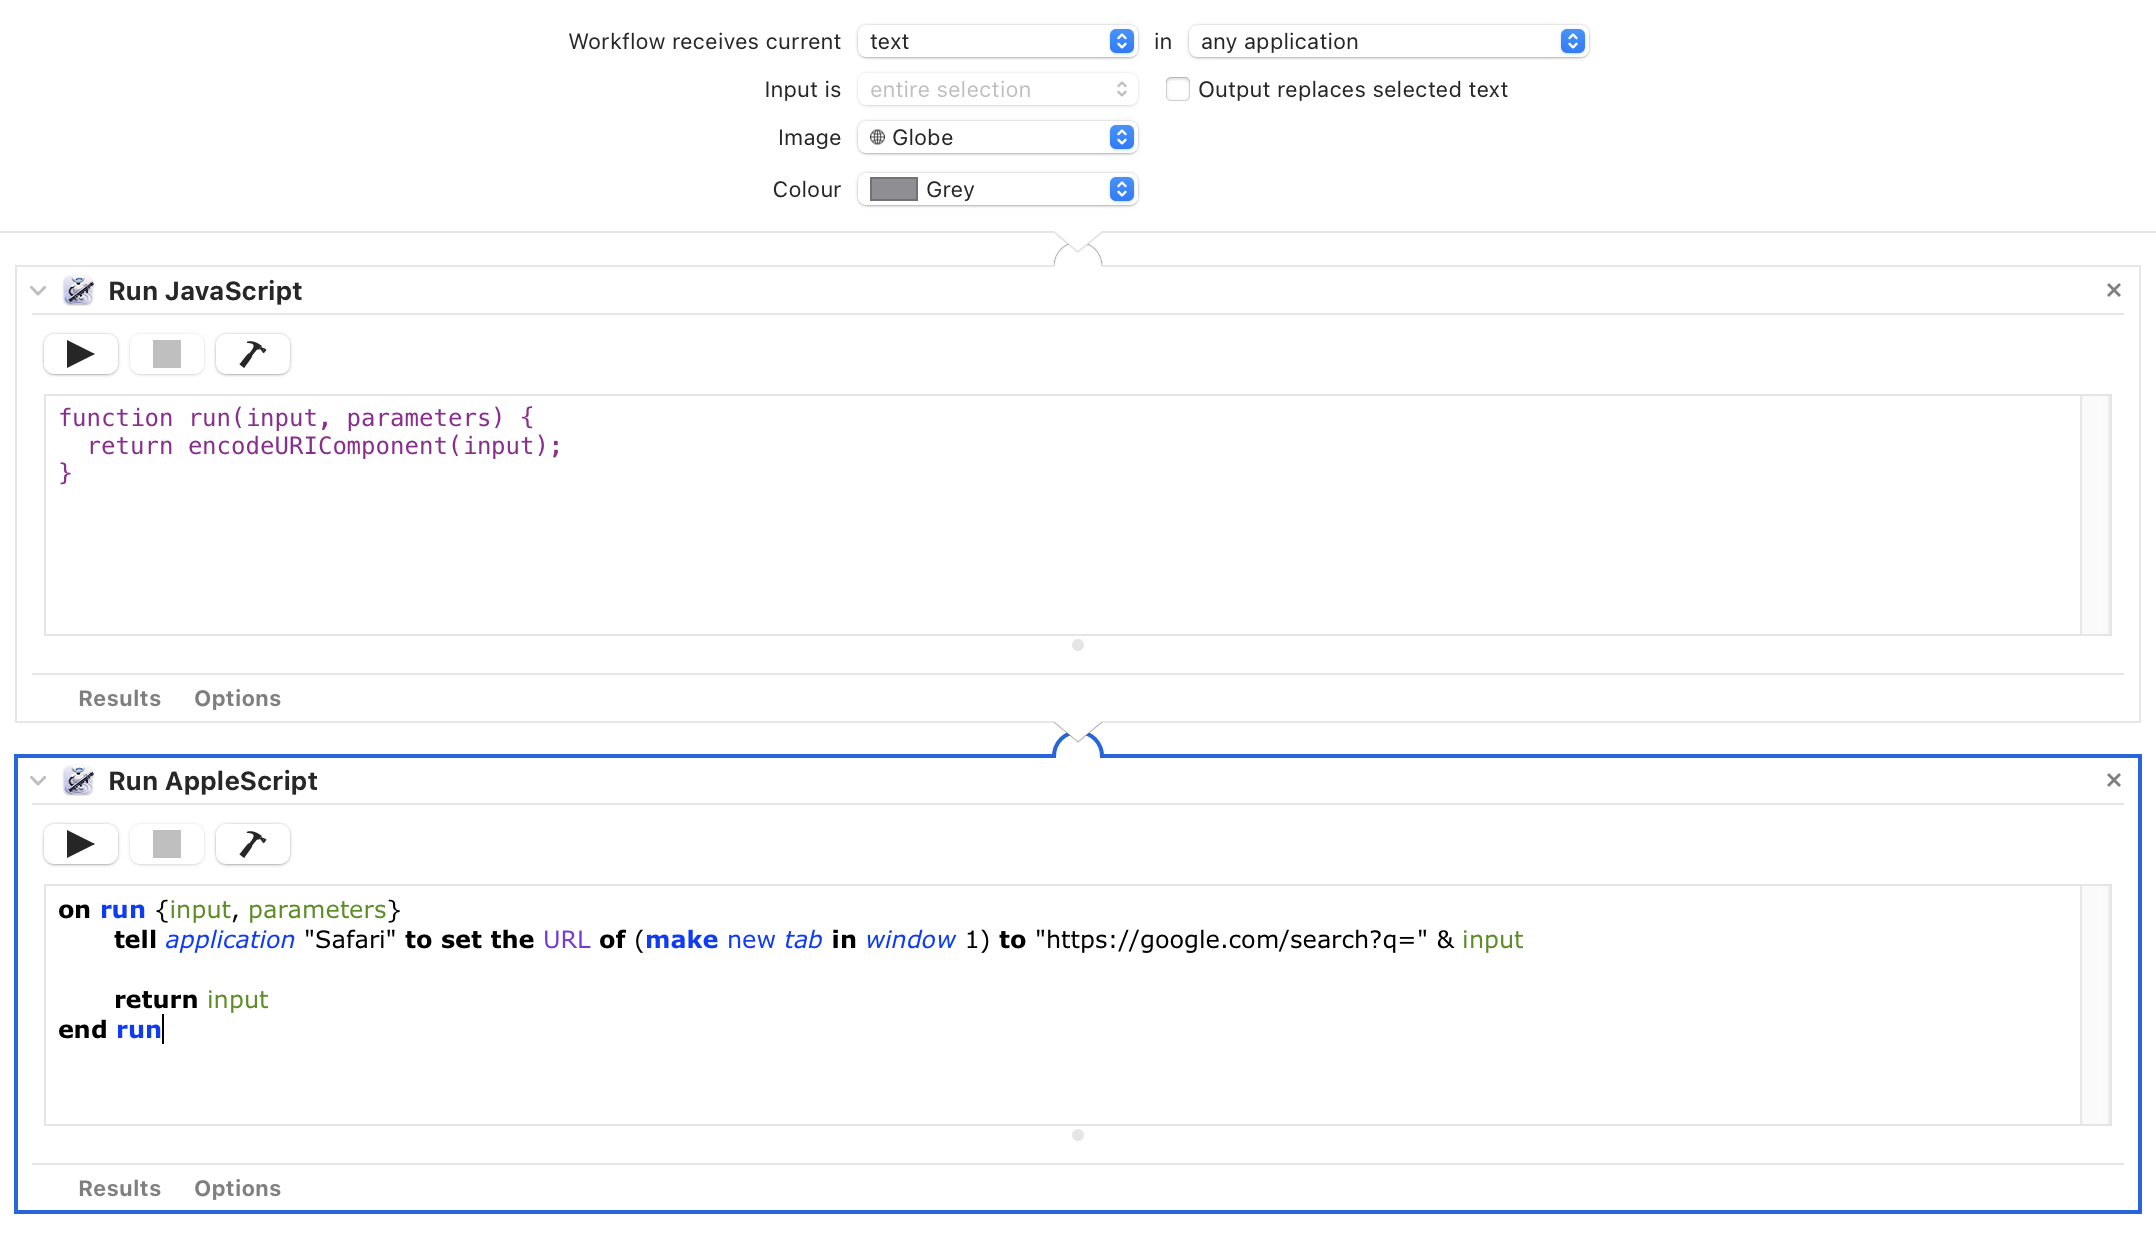 Workflow receives current text in any application
Input is entire selection Output replaces selected text
Image Globe
Colour Grey
Run JavaScript
function run(input, parameters) {
  return encodeURIComponent(input);
}
Results Options
Run AppleScript
on run {input, parameters}
	tell application "Safari" to set the URL of (make new tab in window 1) to "https://google.com/search?q=" & input
	return input
end run
Results Options